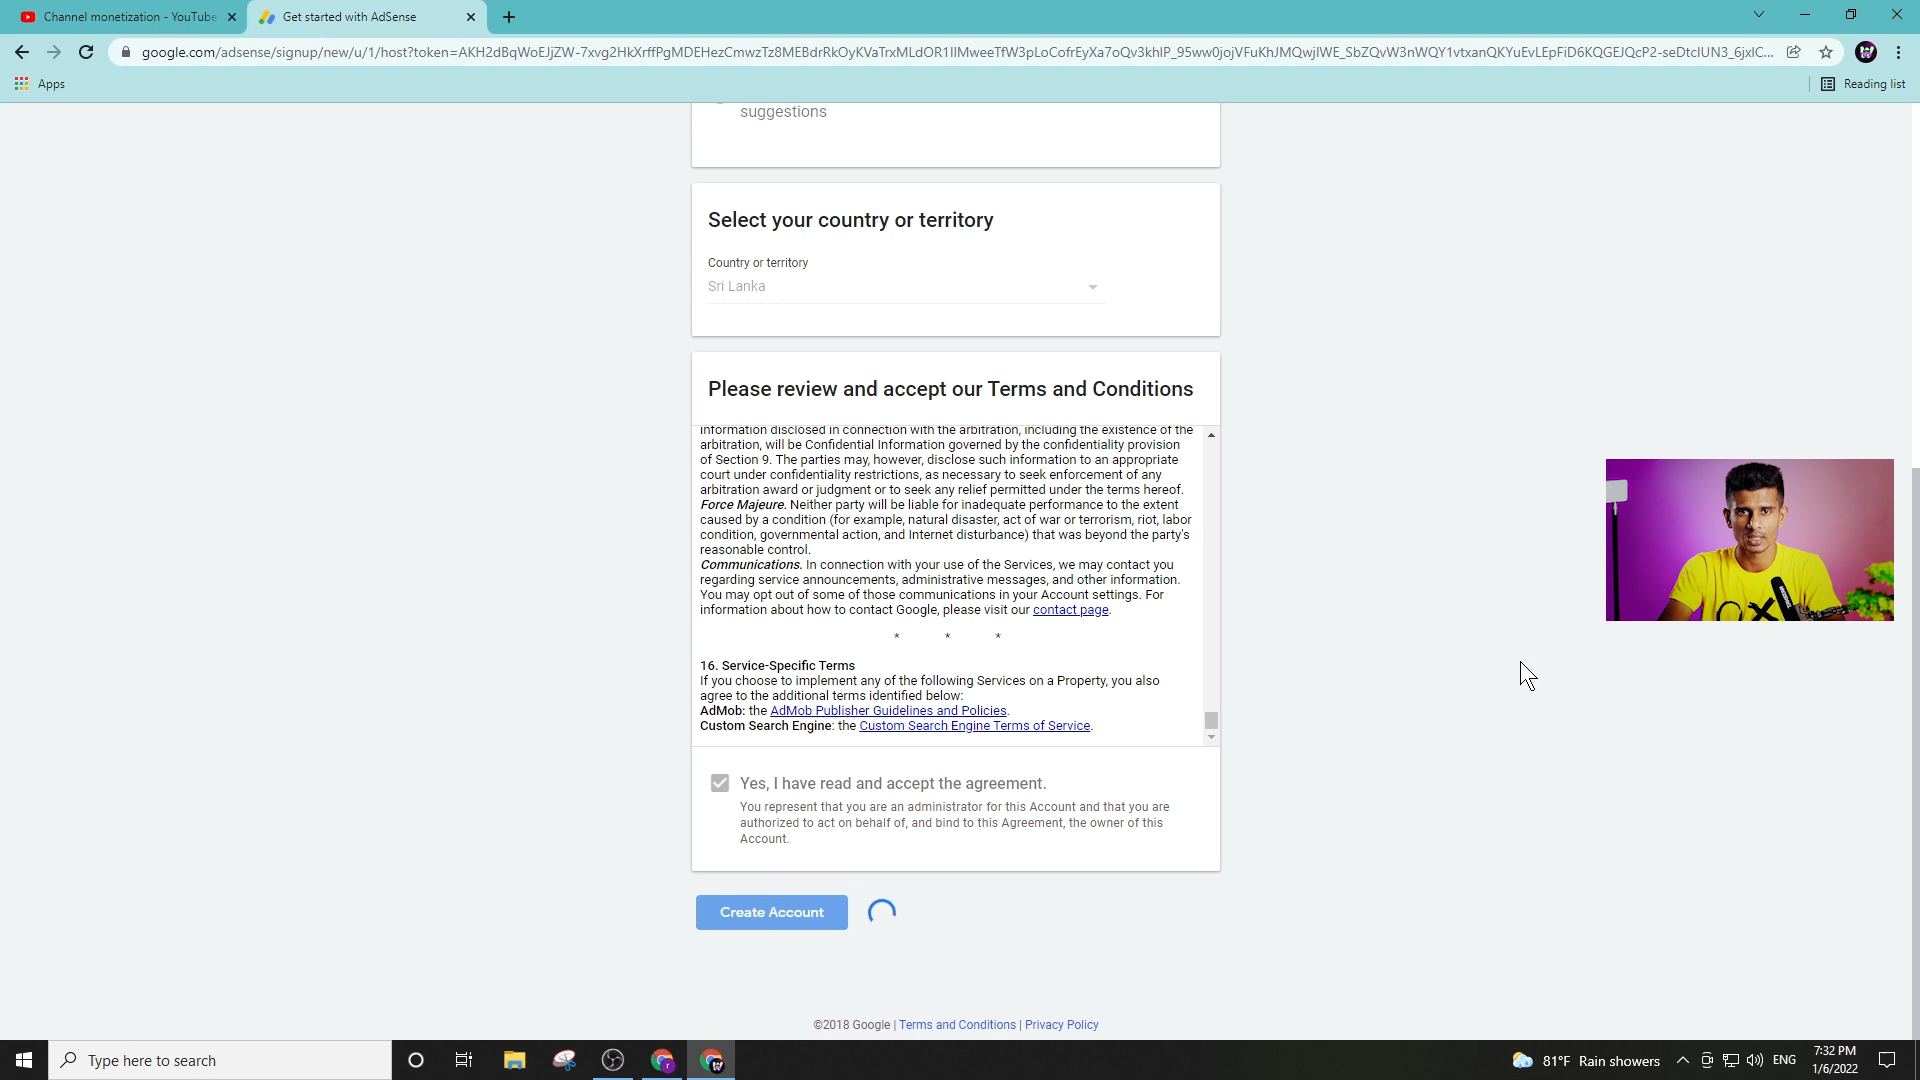 Channel monetization - YouTube
Get started with AdSense
google.com/adsense/signup/new/u/1/host?token=AKH2dBqWoEJjZW-7xvg2HkXrffPgMDEHezCmwzTz8MEBdrRkOyKVaTrxMLdOR1IIMweeTfW3pLoCofrEyXa7oQv3khIP_95ww0jojVFuKhJMQwjIWE_SbZQvW3nWQY1vtxanQKYuEvLEpFiD6KQGEJQcP2-seDtcIUN3_6jxIC...
Apps
Reading list
suggestions
Select your country or territory
Country or territory
Sri Lanka
Please review and accept our Terms and Conditions
information disclosed in connection with the arbitration, including the existence of the
arbitration, will be Confidential Information governed by the confidentiality provision
of Section 9. The parties may, however, disclose such information to an appropriate
court under confidentiality restrictions, as necessary to seek enforcement of any
arbitration award or judgment or to seek any relief permitted under the terms hereof.
Force Majeure. Neither party will be liable for inadequate performance to the extent
caused by a condition (for example, natural disaster, act of war or terrorism, riot, labor
condition, governmental action, and Internet disturbance) that was beyond the party's
reasonable control.
Communications. In connection with your use of the Services, we may contact you
regarding service announcements, administrative messages, and other information.
You may opt out of some of those communications in your Account settings. For
information about how to contact Google, please visit our contact page.
* * *
16. Service-Specific Terms
If you choose to implement any of the following Services on a Property, you also
agree to the additional terms identified below:
AdMob: the AdMob Publisher Guidelines and Policies.
Custom Search Engine: the Custom Search Engine Terms of Service.
Yes, I have read and accept the agreement.
You represent that you are an administrator for this Account and that you are
authorized to act on behalf of, and bind to this Agreement, the owner of this
Account.
Create Account
©2018 Google | Terms and Conditions | Privacy Policy
Type here to search
81°F Rain showers
ENG
7:32 PM
1/6/2022